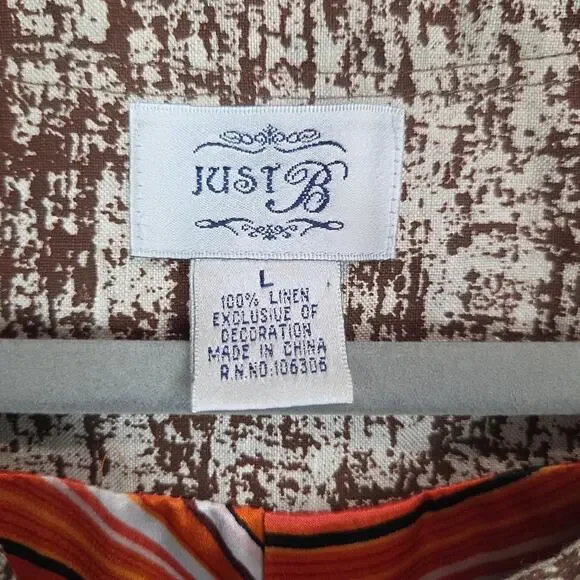 JUST B
L
100% LINEN
EXCLUSIVE OF
DECORATION
MADE IN CHINA
R.N.NO:106306